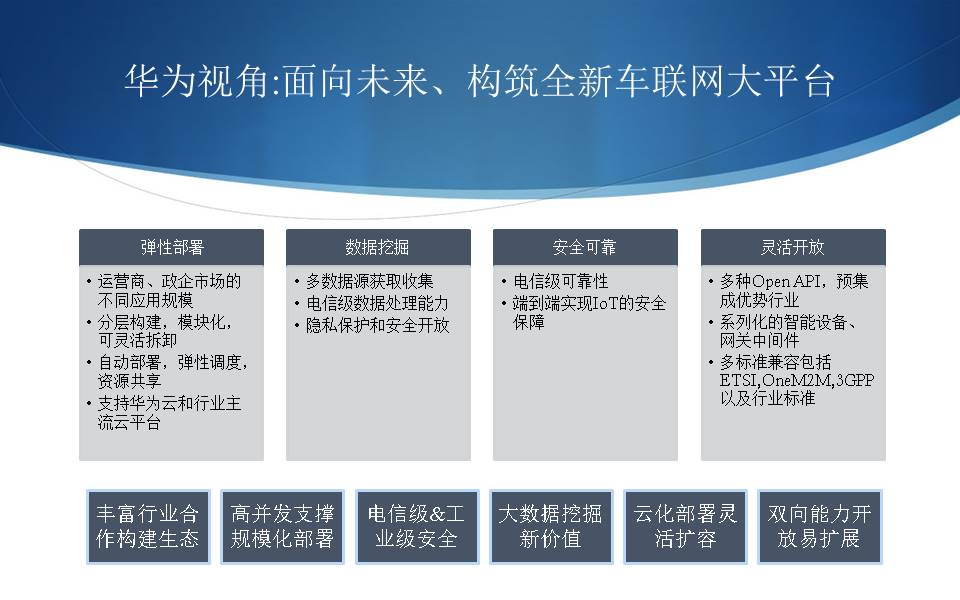 华为视角:面向未来、构筑全新车联网大平台
弹性部署
• 运营商、政企市场的
不同应用规模
• 分层构建，模块化，
可灵活拆卸
• 自动部署，弹性调度，
资源共享
• 支持华为云和行业主
流云平台
数据挖掘
• 多数据源获取收集
• 电信级数据处理能力
• 隐私保护和安全开放
安全可靠
• 电信级可靠性
• 端到端实现IoT的安全
保障
灵活开放
• 多种Open API，预集
成优势行业
• 系列化的智能设备、
网关中间件
• 多标准兼容包括
ETSI,OneM2M,3GPP
以及行业标准
丰富行业合
作构建生态
高并发支撑
规模化部署
电信级&工
业级安全
大数据挖掘
新价值
云化部署灵
活扩容
双向能力开
放易扩展